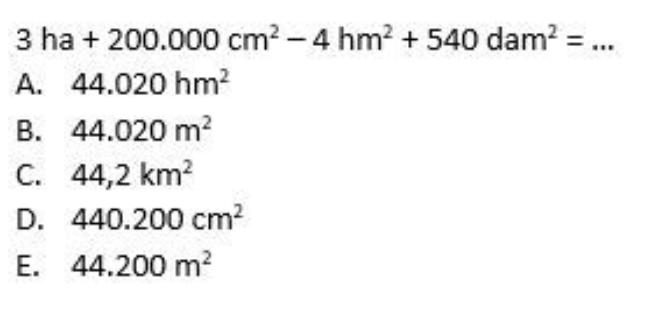 3 ha + 200.000 cm² – 4 hm² + 540 dam² = ...
A. 44.020 hm²
B. 44.020 m²
C. 44,2 km²
D. 440.200 cm²
E. 44.200 m²